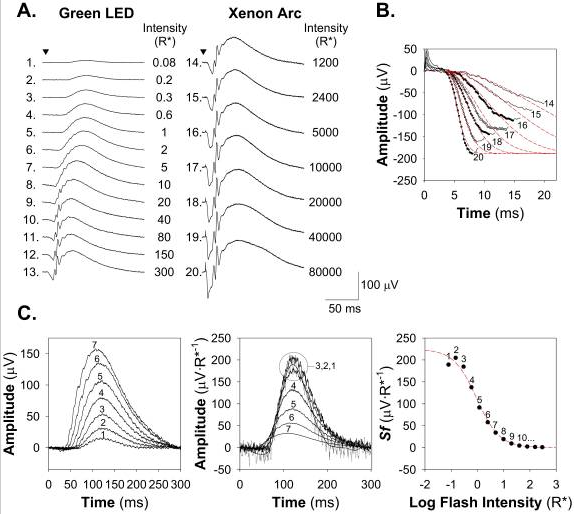 A. Green LED Intensity (R*) Xenon Arc Intensity (R*)
1. 0.08 14. 1200
2. 0.2
3. 0.3 15. 2400
4. 0.6
5. 1 16. 5000
6. 2
7. 5 17. 10000
8. 10
9. 20 18. 20000
10. 40
11. 80 19. 40000
12. 150
13. 300 20. 80000
100 µV
50 ms
B.
Amplitude (µV)
50
0
-50
-100
-150
-200
-250
14
15
16
17
18
19
20
0 5 10 15 20
Time (ms)
C.
Amplitude (µV)
150
100
50
0
7
6
5
4
3
2
1
0 50 100 150 200 250 300
Time (ms)
Amplitude (µV·R*⁻¹)
250
200
150
100
50
0
-50
3,2,1
4
5
6
7
0 100 200 300
Time (ms)
Sf (µV·R*⁻¹)
250
200
150
100
50
0
-50
1
2
3
4
5
6
7
8
9
10...
-2 -1 0 1 2 3
Log Flash Intensity (R*)